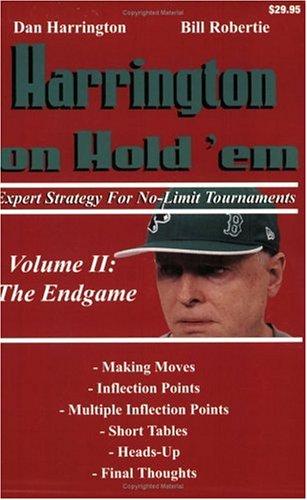 Dan Harrington Bill Robertie $29.95
Harrington
on Hold 'em
Expert Strategy For No-Limit Tournaments
Volume II:
The Endgame
- Making Moves
- Inflection Points
- Multiple Inflection Points
- Short Tables
- Heads-Up
- Final Thoughts